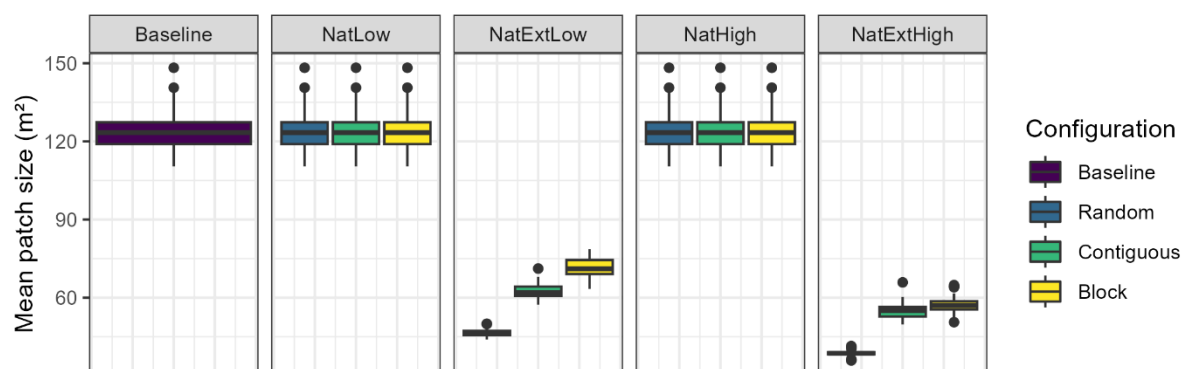 Baseline
NatLow
NatExtLow
NatHigh
NatExtHigh
Mean patch size (m²)
150
120
90
60
Configuration
Baseline
Random
Contiguous
Block